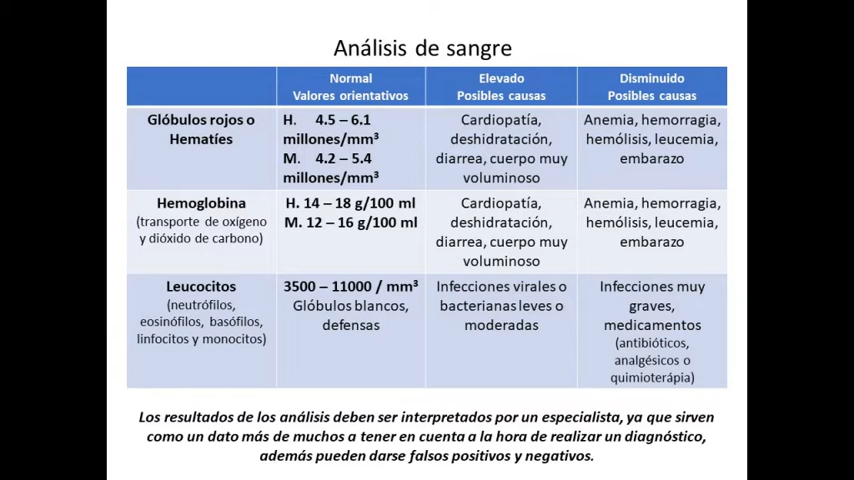 Análisis de sangre
Normal
Valores orientativos
Elevado
Posibles causas
Disminuido
Posibles causas
Glóbulos rojos o
Hematíes
H. 4.5 – 6.1
millones/mm³
M. 4.2 – 5.4
millones/mm³
Cardiopatía,
deshidratación,
diarrea, cuerpo muy
voluminoso
Anemia, hemorragia,
hemólisis, leucemia,
embarazo
Hemoglobina
(transporte de oxígeno
y dióxido de carbono)
H. 14 – 18 g/100 ml
M. 12 – 16 g/100 ml
Cardiopatía,
deshidratación,
diarrea, cuerpo muy
voluminoso
Anemia, hemorragia,
hemólisis, leucemia,
embarazo
Leucocitos
(neutrófilos,
eosinófilos, basófilos,
linfocitos y monocitos)
3500 – 11000 / mm³
Glóbulos blancos,
defensas
Infecciones virales o
bacterianas leves o
moderadas
Infecciones muy
graves,
medicamentos
(antibióticos,
analgésicos o
quimioterápia)
Los resultados de los análisis deben ser interpretados por un especialista, ya que sirven
como un dato más de muchos a tener en cuenta a la hora de realizar un diagnóstico,
además pueden darse falsos positivos y negativos.